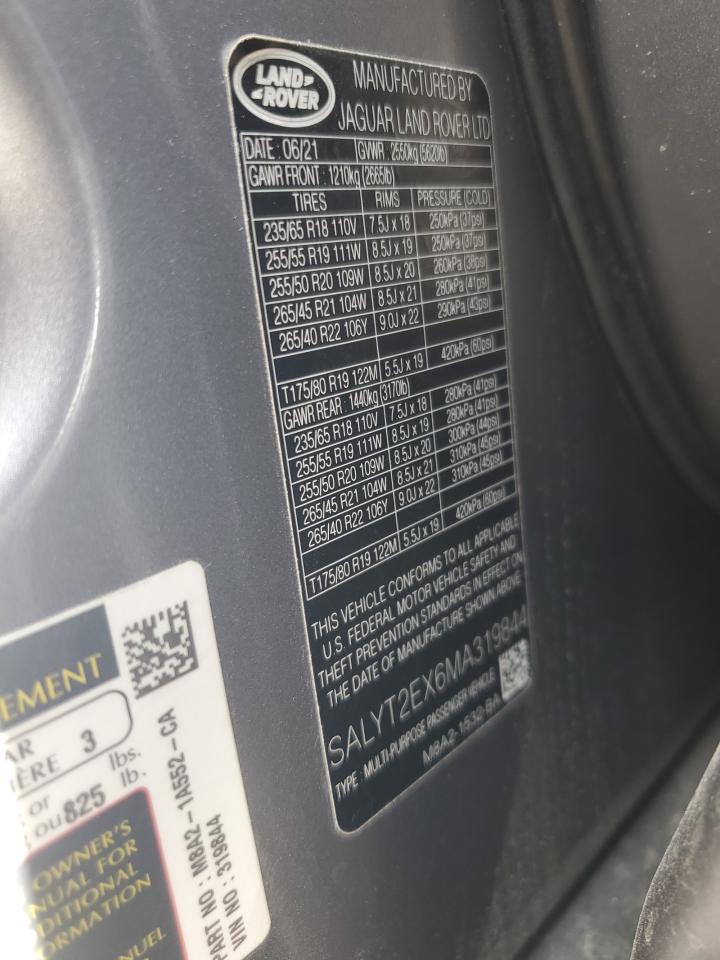 LAND ROVER
MANUFACTURED BY
JAGUAR LAND ROVER LTD
DATE : 06/21 GVWR : 2550kg (5620lb)
GAWR FRONT : 1210kg (2665lb)
TIRES RIMS PRESSURE (COLD)
235/65 R18 110V 7.5J x 18 250kPa (37psi)
255/55 R19 111W 8.5J x 19 250kPa (37psi)
255/50 R20 109W 8.5J x 20 260kPa (38psi)
265/45 R21 104W 8.5J x 21 280kPa (41psi)
265/40 R22 106Y 9.0J x 22 290kPa (43psi)
T175/80 R19 122M 5.5J x 19 420kPa (60psi)
GAWR REAR : 1440kg (3170lb)
235/65 R18 110V 7.5J x 18 280kPa (41psi)
255/55 R19 111W 8.5J x 19 280kPa (41psi)
255/50 R20 109W 8.5J x 20 300kPa (44psi)
265/45 R21 104W 8.5J x 21 310kPa (45psi)
265/40 R22 106Y 9.0J x 22 310kPa (45psi)
T175/80 R19 122M 5.5J x 19 420kPa (60psi)
THIS VEHICLE CONFORMS TO ALL APPLICABLE
U.S. FEDERAL MOTOR VEHICLE SAFETY AND
THEFT PREVENTION STANDARDS IN EFFECT ON
THE DATE OF MANUFACTURE SHOWN ABOVE
SALYT2EX6MA319844
TYPE : MULTI-PURPOSE PASSENGER VEHICLE
M8A2-1532-BA
EMENT
AR
IÈRE 3
or lbs.
ou 825 lb.
OWNER'S
NUAL FOR
DDITIONAL
ORMATION
NUEL
PART NO : M8A2-1A552-CA
VIN NO : 319844